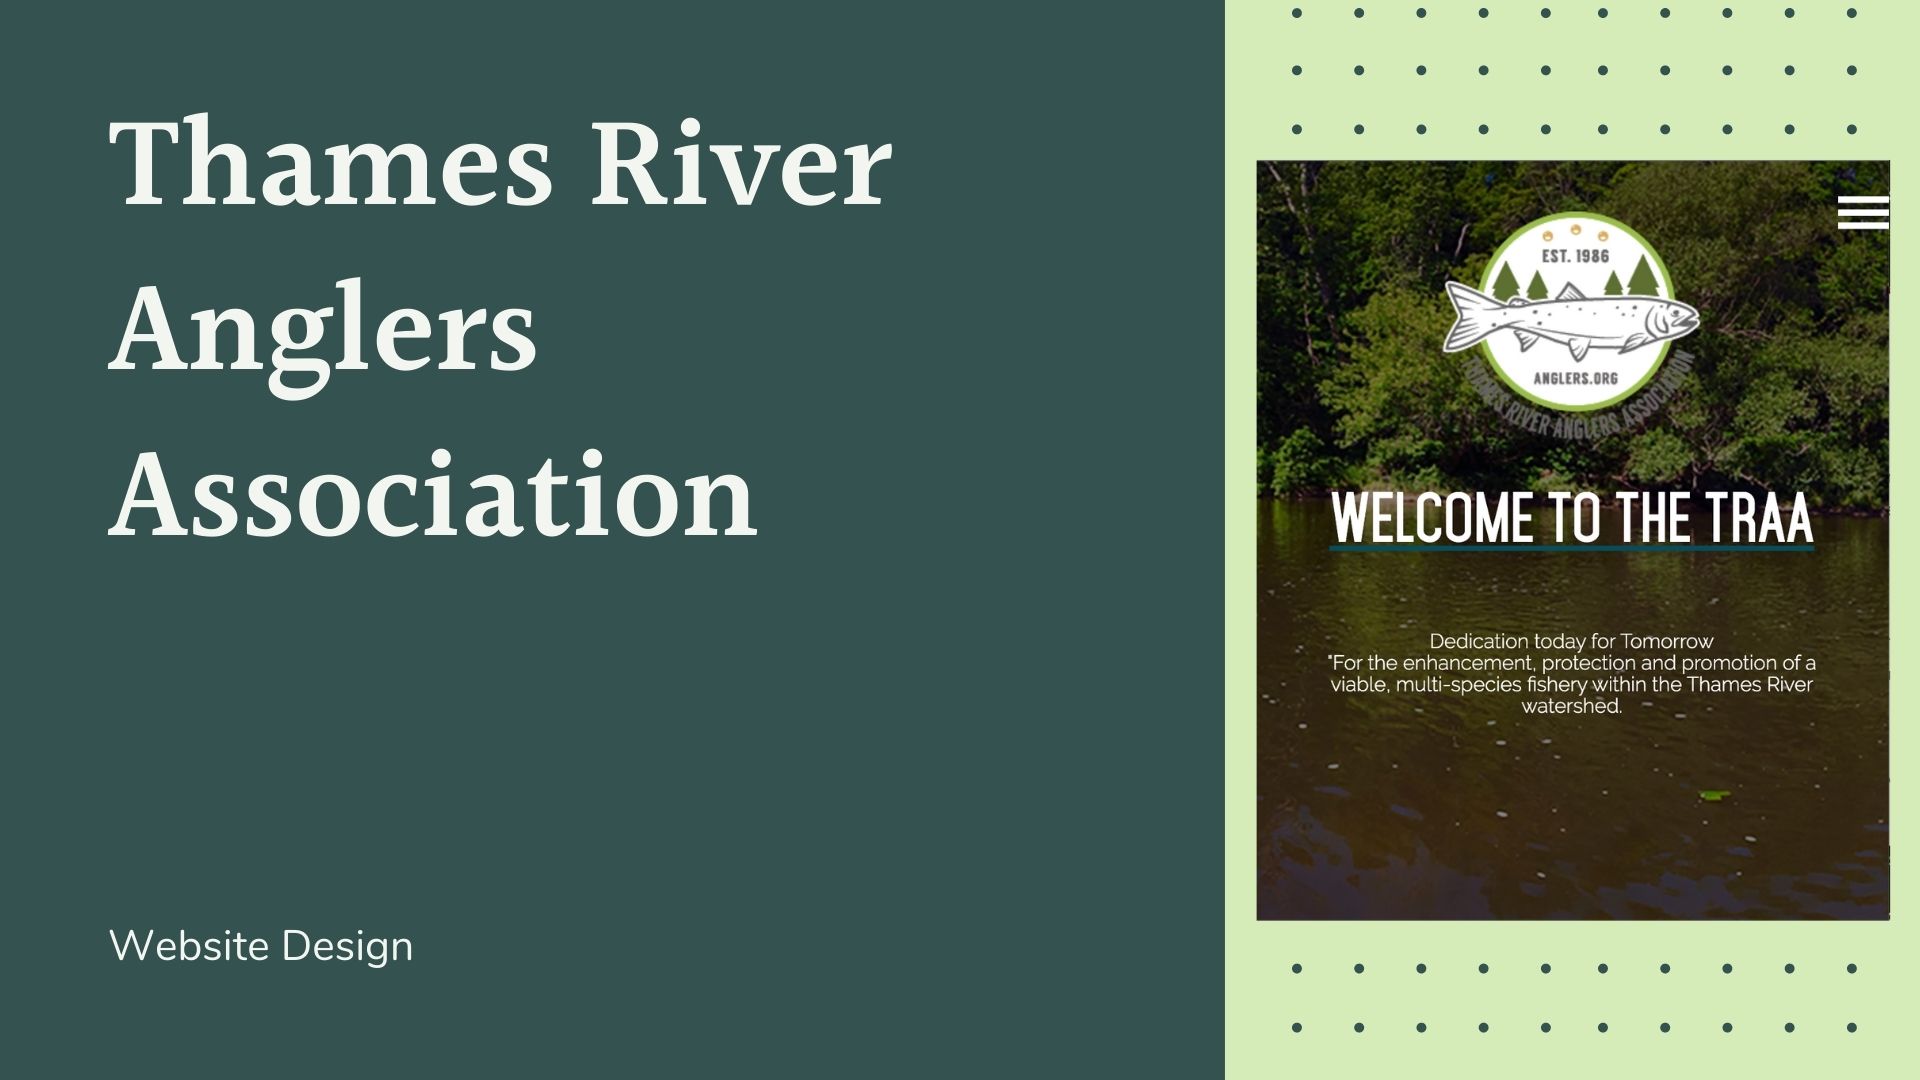 Thames River
Anglers
Association
Website Design
EST. 1986
ANGLERS.ORG
THAMES RIVER ANGLERS ASSOCIATION
WELCOME TO THE TRAA
Dedication today for Tomorrow
"For the enhancement, protection and promotion of a
viable, multi-species fishery within the Thames River
watershed.